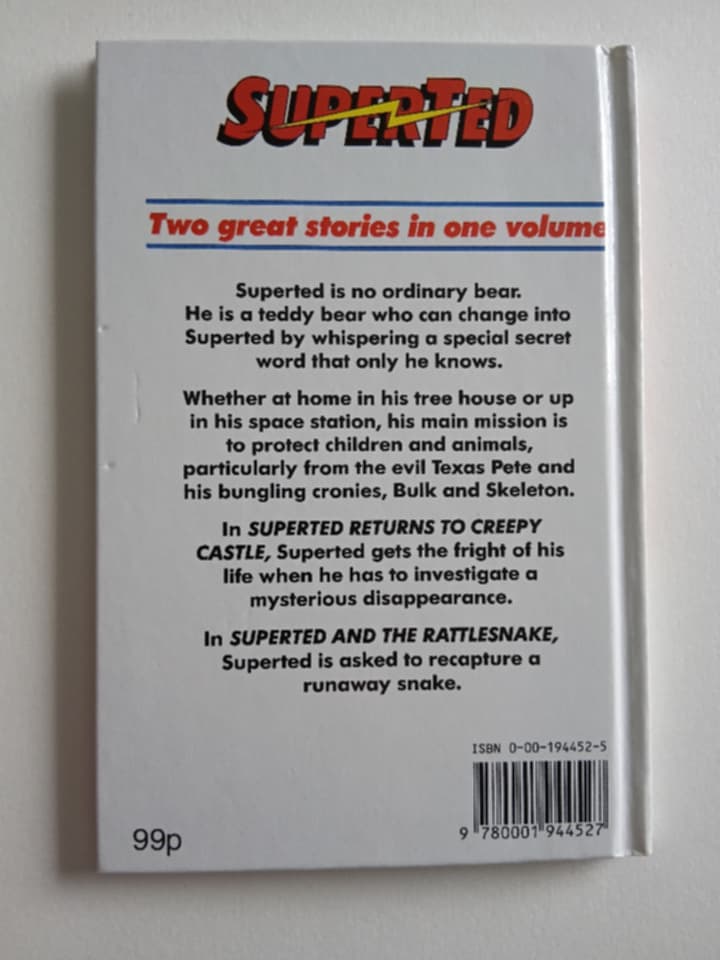 SUPERTED
Two great stories in one volume
Superted is no ordinary bear.
He is a teddy bear who can change into
Superted by whispering a special secret
word that only he knows.
Whether at home in his tree house or up
in his space station, his main mission is
to protect children and animals,
particularly from the evil Texas Pete and
his bungling cronies, Bulk and Skeleton.
In SUPERTED RETURNS TO CREEPY
CASTLE, Superted gets the fright of his
life when he has to investigate a
mysterious disappearance.
In SUPERTED AND THE RATTLESNAKE,
Superted is asked to recapture a
runaway snake.
ISBN 0-00-194452-5
9 780001 944527
99p